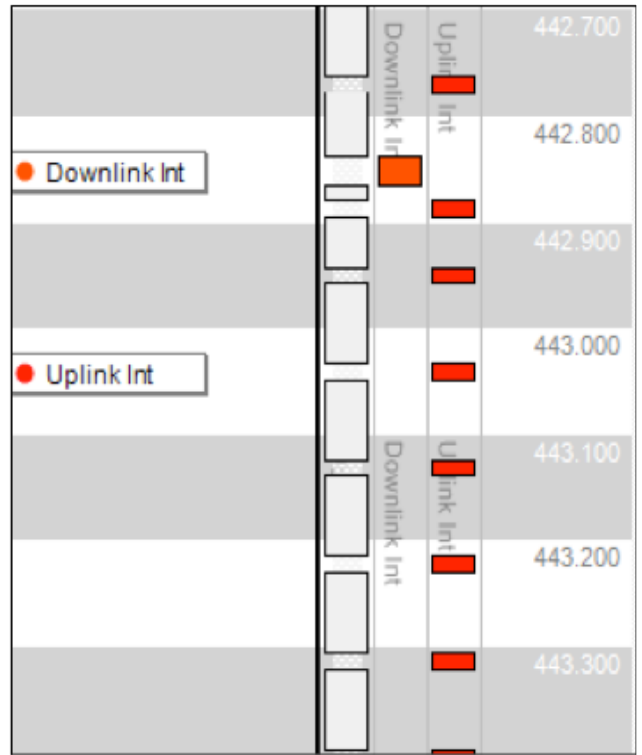 Downlink Int
Uplink Int
442.700
442.800
Downlink Int
442.900
443.000
Uplink Int
Downlink Int
Uplink Int
443.100
443.200
443.300